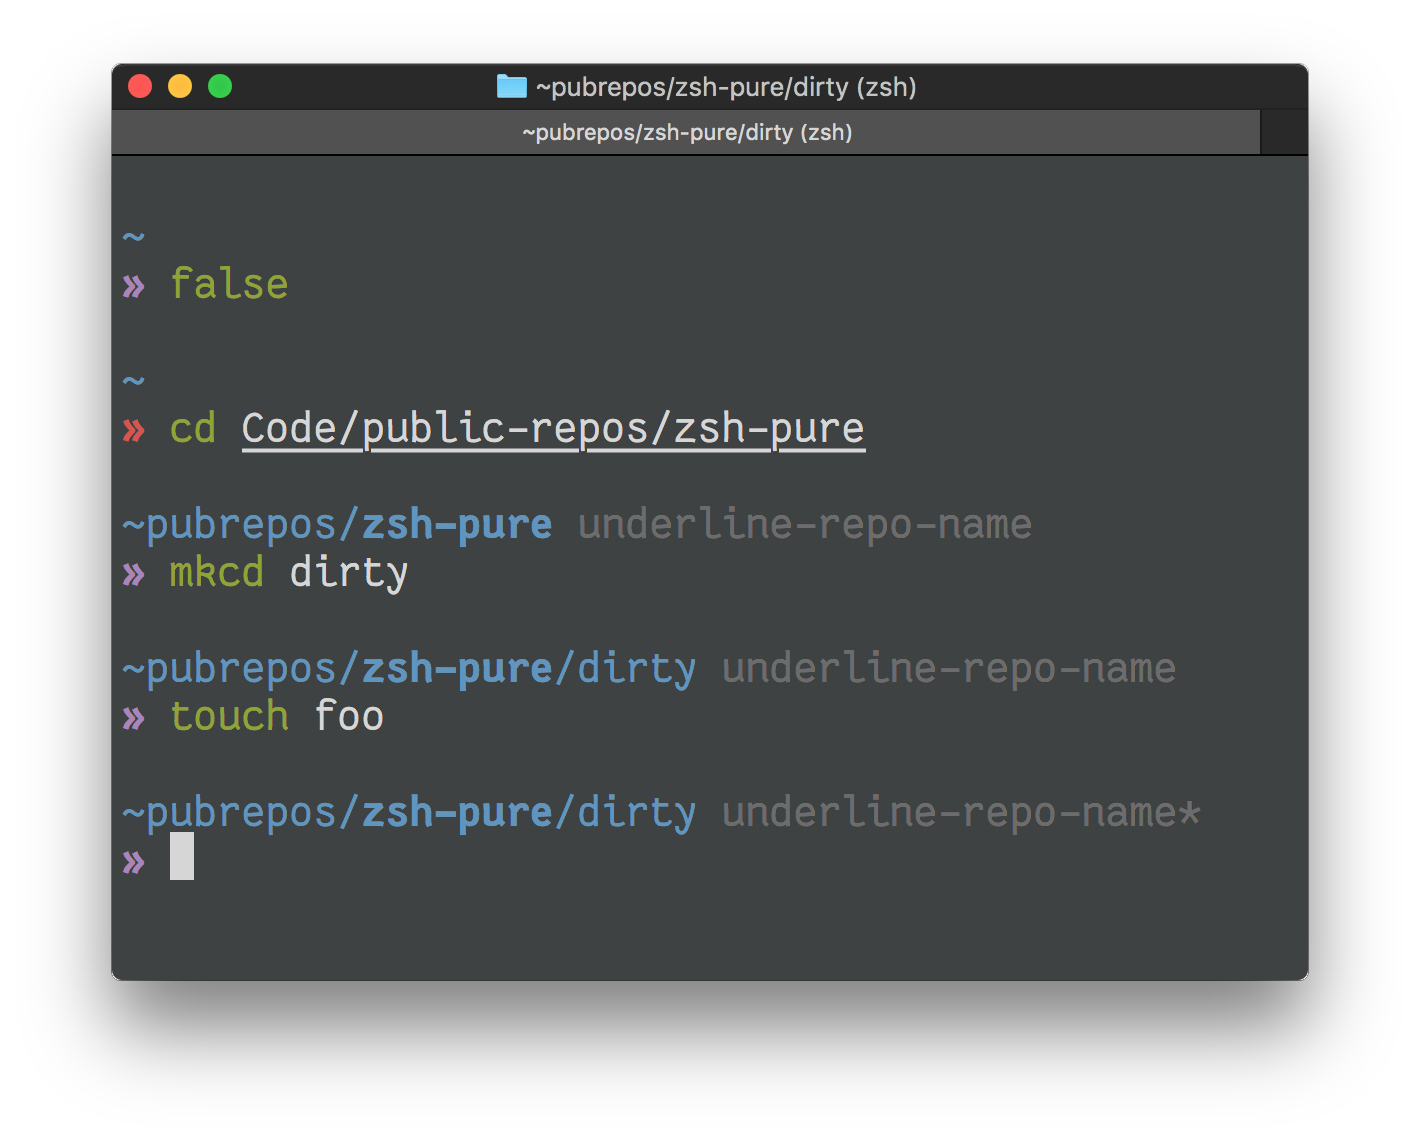 ~pubrepos/zsh-pure/dirty (zsh)
~pubrepos/zsh-pure/dirty (zsh)
~
» false
~
» cd Code/public-repos/zsh-pure
~pubrepos/zsh-pure underline-repo-name
» mkcd dirty
~pubrepos/zsh-pure/dirty underline-repo-name
» touch foo
~pubrepos/zsh-pure/dirty underline-repo-name*
»